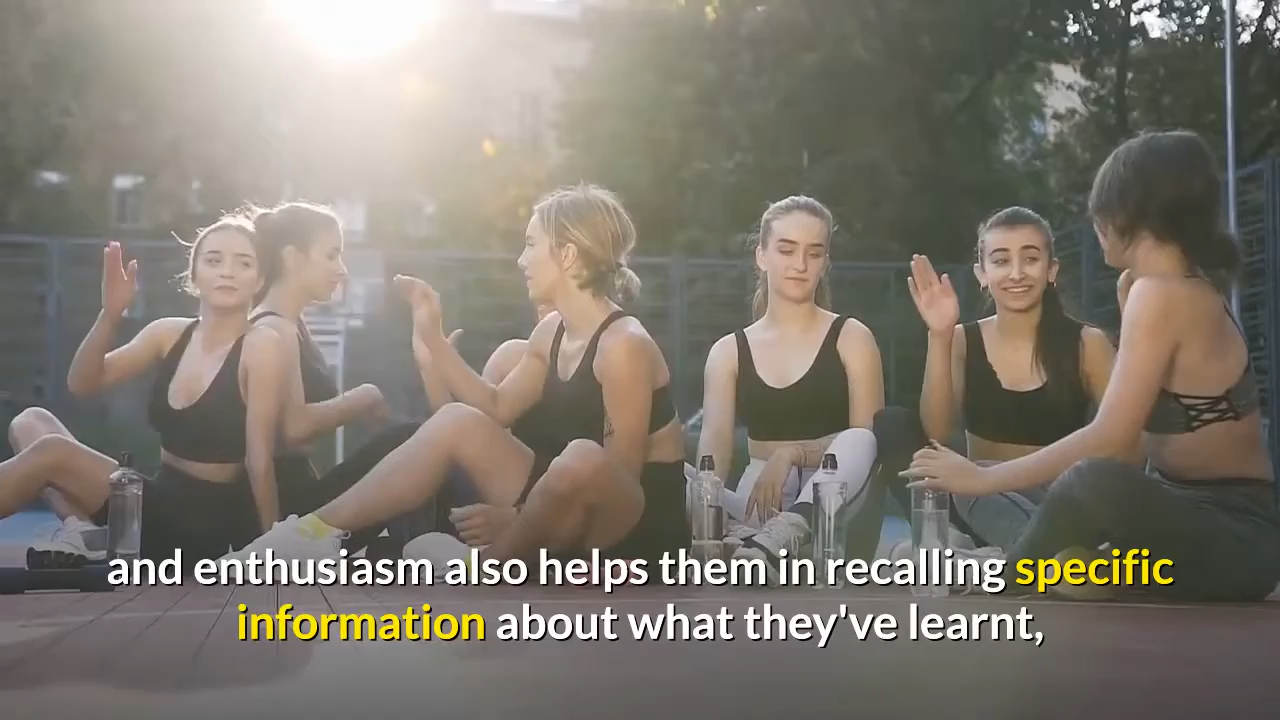 and enthusiasm also helps them in recalling specific
information about what they've learnt,